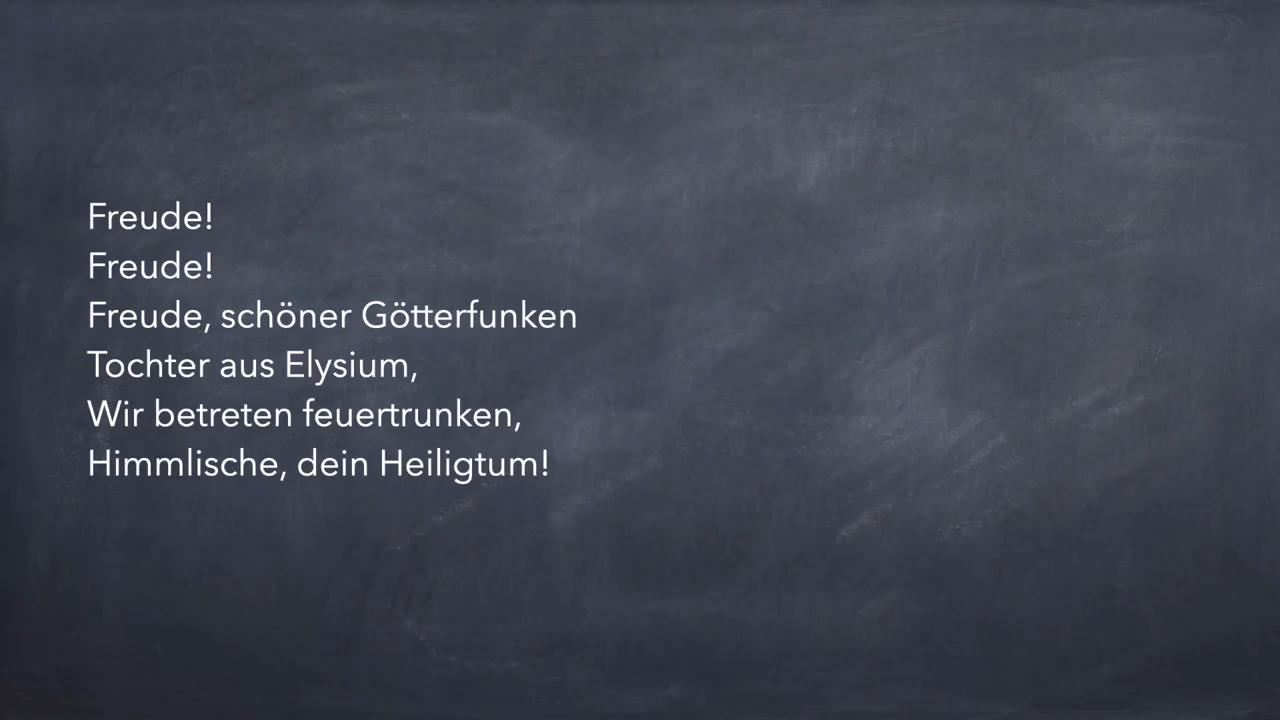 Freude!
Freude!
Freude, schöner Götterfunken
Tochter aus Elysium,
Wir betreten feuertrunken,
Himmlische, dein Heiligtum!